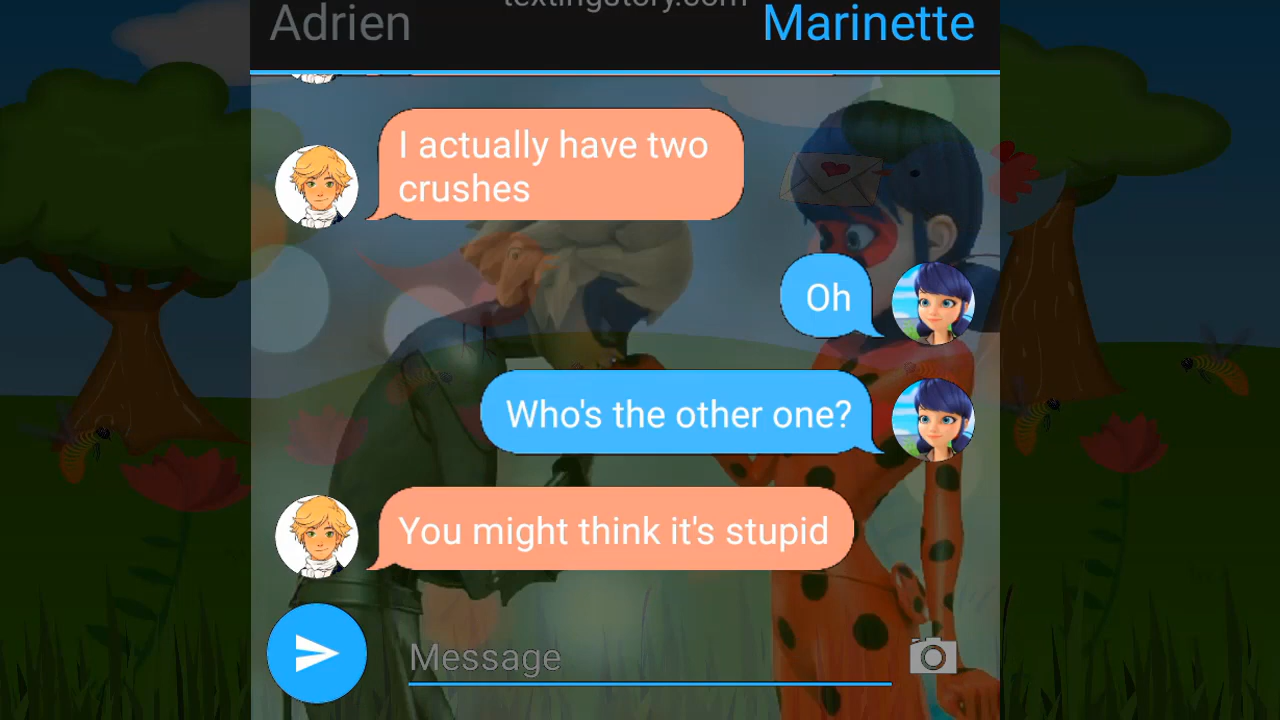 textingstory.com
Adrien
Marinette
I actually have two
crushes
Oh
Who's the other one?
You might think it's stupid
Message